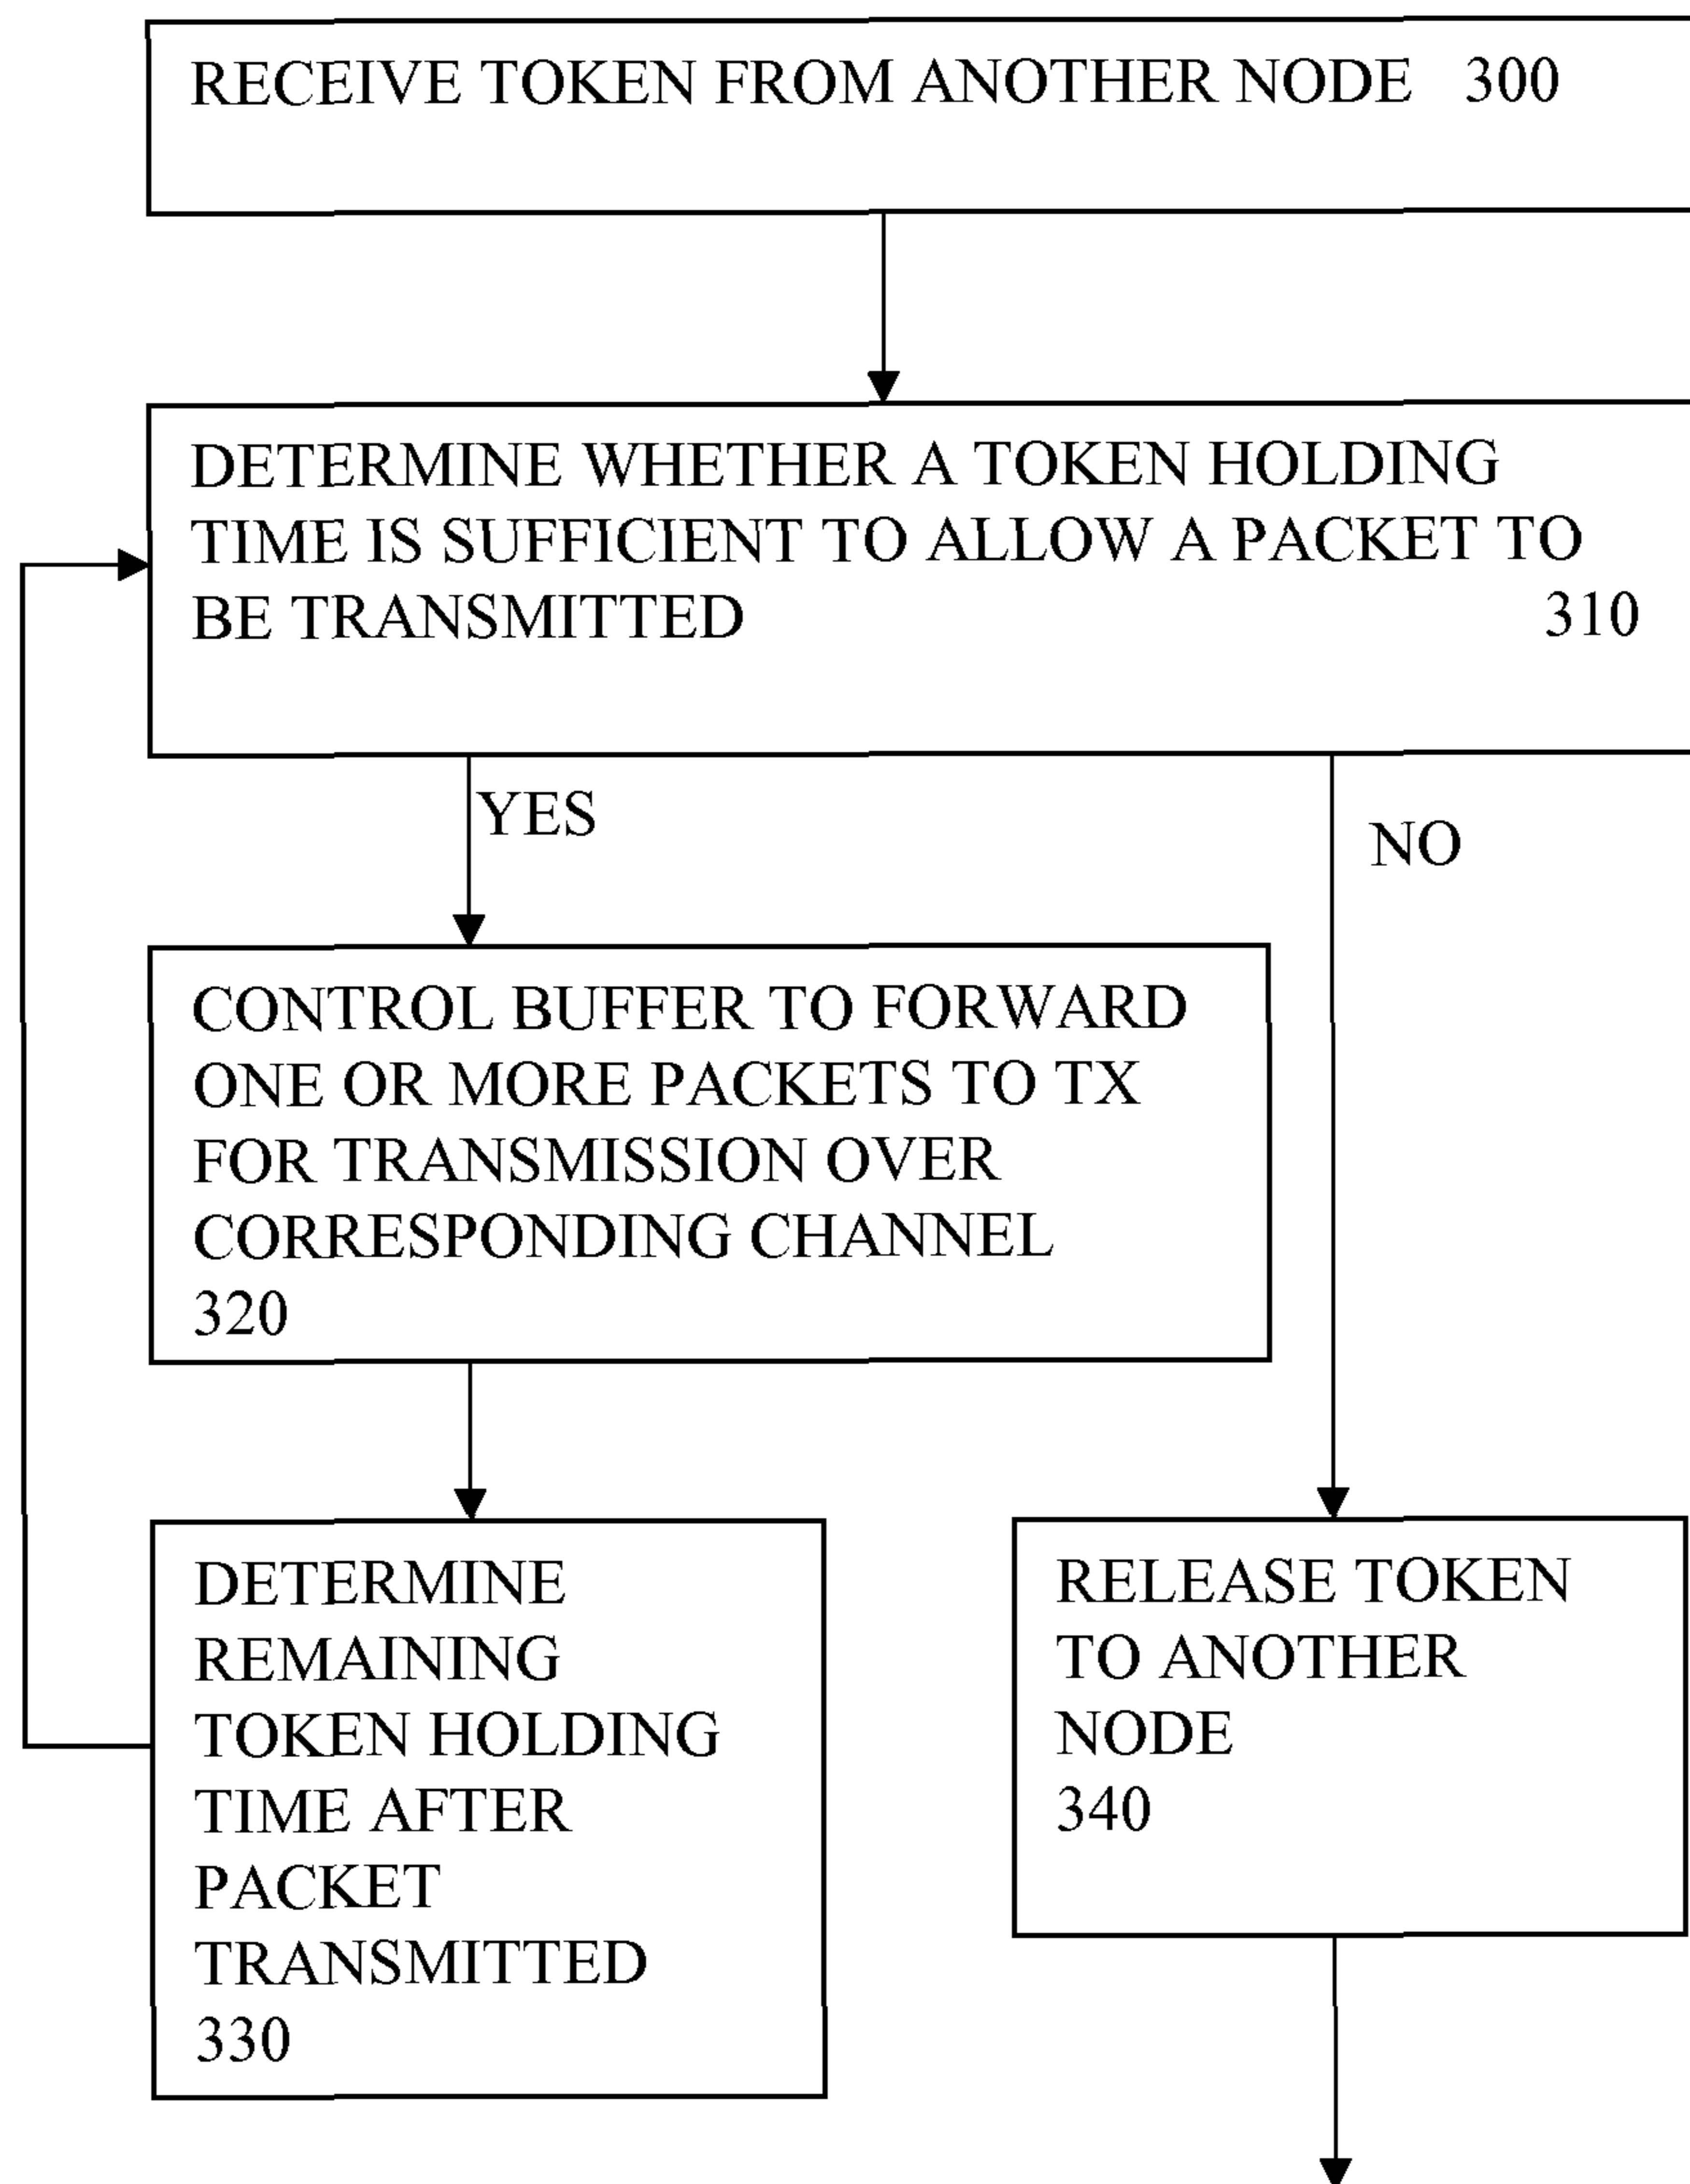 RECEIVE TOKEN FROM ANOTHER NODE 300
DETERMINE WHETHER A TOKEN HOLDING
TIME IS SUFFICIENT TO ALLOW A PACKET TO
BE TRANSMITTED 310
YES
NO
CONTROL BUFFER TO FORWARD
ONE OR MORE PACKETS TO TX
FOR TRANSMISSION OVER
CORRESPONDING CHANNEL
320
DETERMINE
REMAINING
TOKEN HOLDING
TIME AFTER
PACKET
TRANSMITTED
330
RELEASE TOKEN
TO ANOTHER
NODE
340